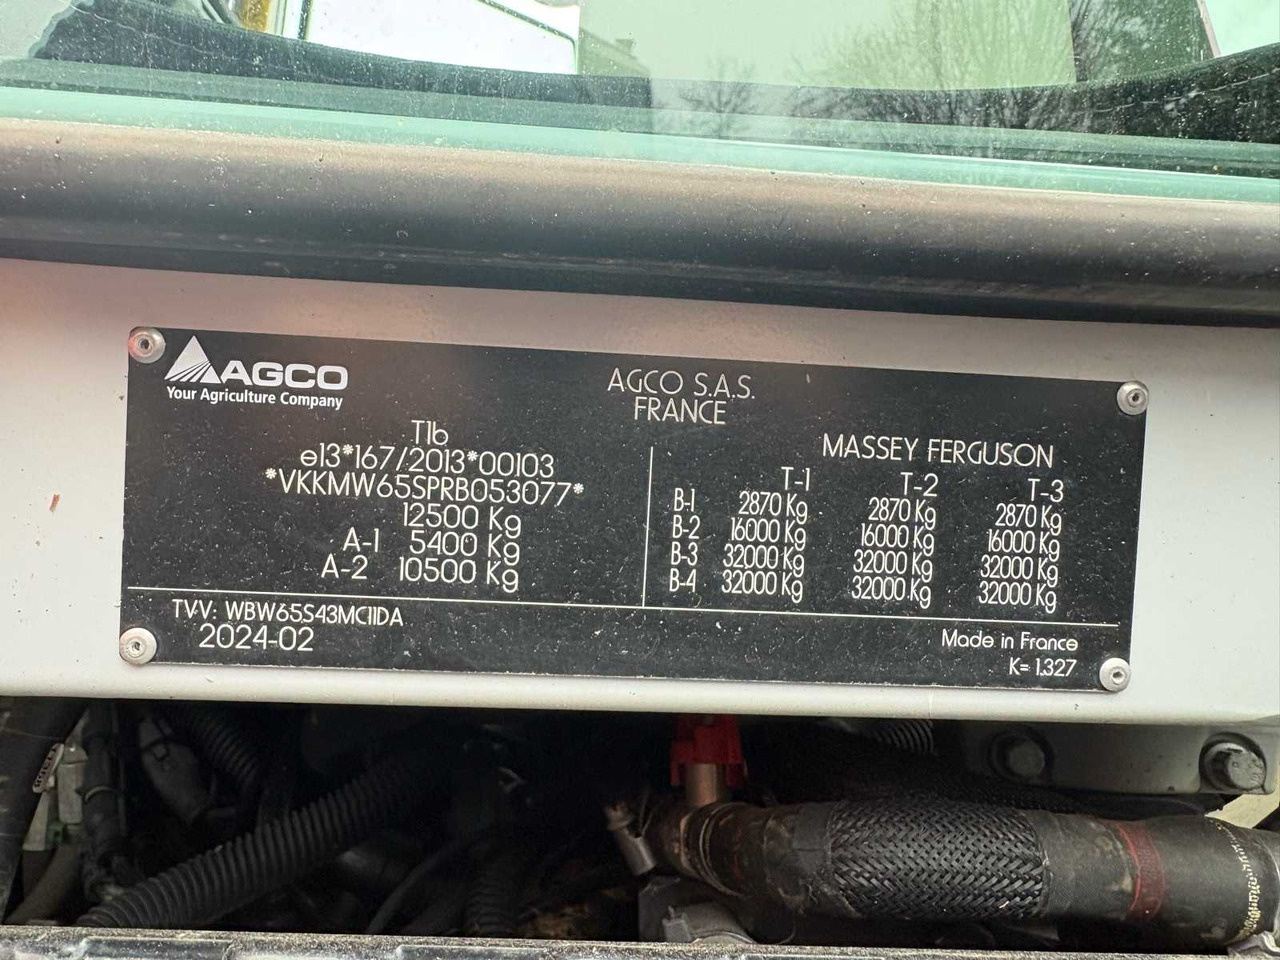 AGCO
Your Agriculture Company
AGCO S.A.S.
FRANCE
T1b
e13*167/2013*00103
*VKKMW65SPRB053077*
12500 Kg
A-1 5400 Kg
A-2 10500 Kg
MASSEY FERGUSON
T-1 T-2 T-3
B-1 2870 Kg 2870 Kg 2870 Kg
B-2 16000 Kg 16000 Kg 16000 Kg
B-3 32000 Kg 32000 Kg 32000 Kg
B-4 32000 Kg 32000 Kg 32000 Kg
TVV: WBW65S43MC11DA
2024-02
Made in France
K= 1.327